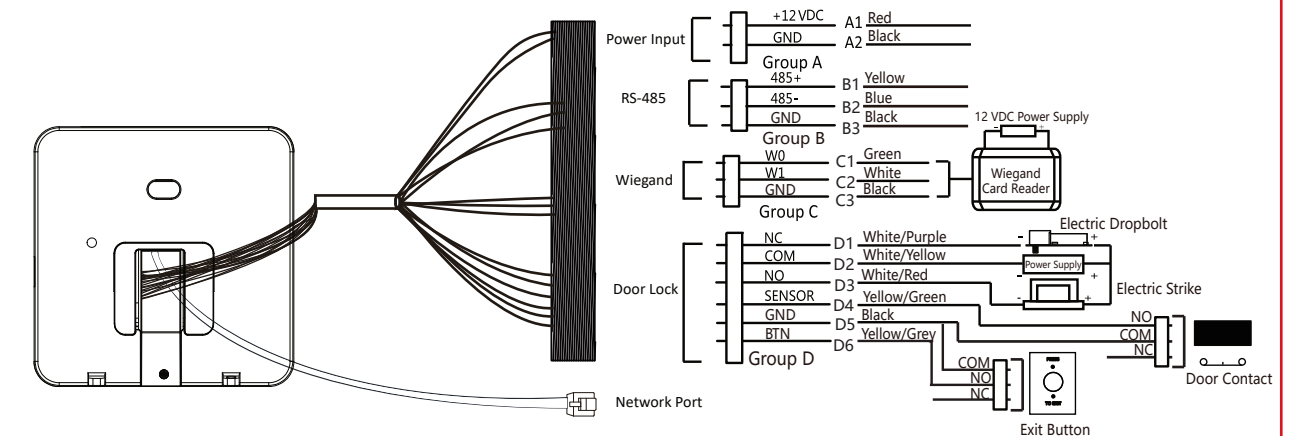 Power Input
+12 VDC A1 Red
GND A2 Black
Group A
RS-485
485+ B1 Yellow
485- B2 Blue
GND B3 Black
Group B
Wiegand
W0 C1 Green
W1 C2 White
GND C3 Black
Group C
12 VDC Power Supply
- +
Wiegand
Card Reader
Door Lock
NC D1 White/Purple
COM D2 White/Yellow
NO D3 White/Red
SENSOR D4 Yellow/Green
GND D5 Black
BTN D6 Yellow/Grey
Group D
Electric Dropbolt
- +
Power Supply
- +
Electric Strike
- +
NO
COM
NC
Door Contact
COM
NO
NC
PRESS
TO EXIT
Exit Button
Network Port